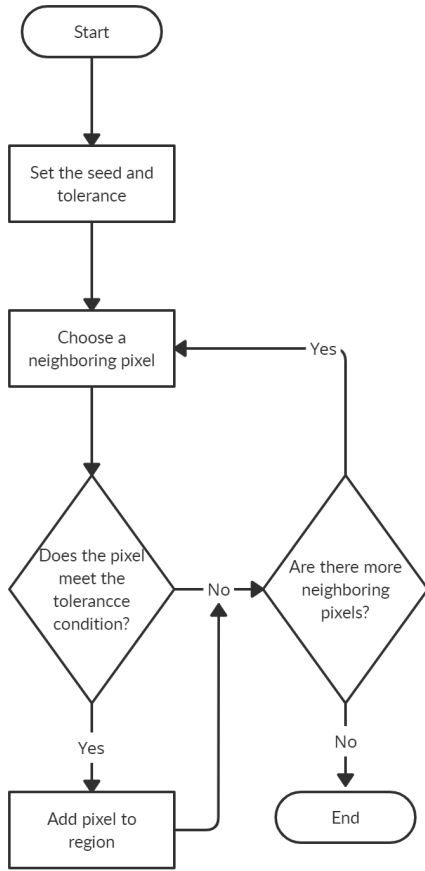 Start
Set the seed and
tolerance
Choose a
neighboring pixel
Yes
Does the pixel
meet the
tolerancce
condition?
No
Are there more
neighboring
pixels?
Yes
No
Add pixel to
region
End